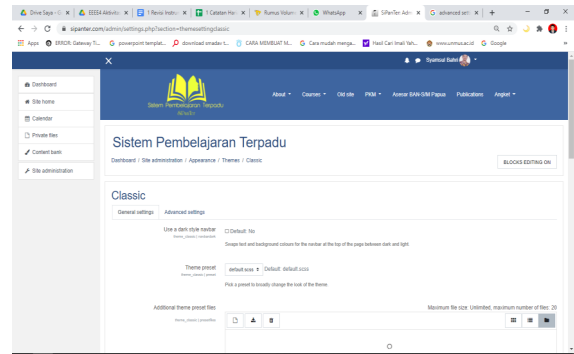 Drive Saya - G
EEEE4 Aktivitas
1 Revisi Instru
1 Catatan Har
Rumus Volum
WhatsApp
SiPanTen Adm
advanced sett
sipanter.com/admin/settings.php?section=themesettingsclassic
Apps
ERROR: Gateway Ti...
powerpoint templat...
download smadav t...
CARA MEMBUAT M...
Cara mudah menga...
Hasil Cari Imali Yah...
www.unmus.ac.id
Google
»
X
Syamsul Bahri
Dashboard
Site home
Calendar
Private files
Content bank
Site administration
Sistem Pembelajaran Terpadu
About
Courses
Old site
PKM
Asesor BAN-S/M Papua
Publications
Angket
Sistem Pembelajaran Terpadu
Dashboard / Site administration / Appearance / Themes / Classic
BLOCKS EDITING ON
Classic
General settings
Advanced settings
Use a dark style navbar
theme_classic | navbardark
Default: No
Swaps text and background colours for the navbar at the top of the page between dark and light.
Theme preset
theme_classic | preset
default.scss
Default: default.scss
Pick a preset to broadly change the look of the theme.
Additional theme preset files
theme_classic | presetfiles
Maximum file size: Unlimited, maximum number of files: 20